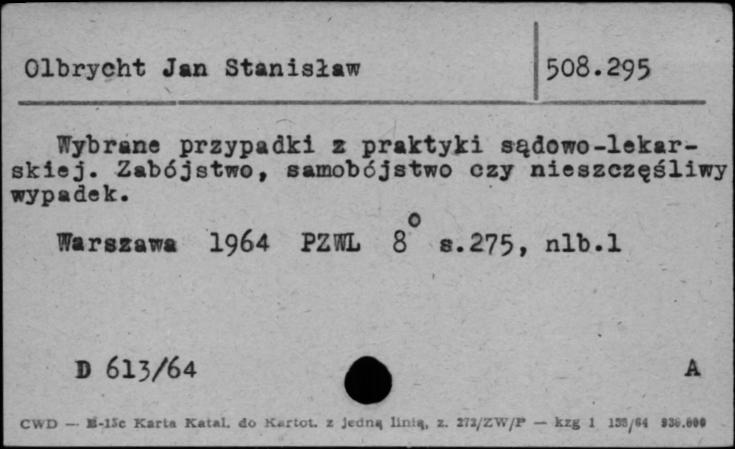 Olbrycht Jan Stanisław
508.295
Wybrane przypadki z praktyki sądowo-lekar-
skiej. Zabójstwo, samobójstwo czy nieszczęśliwy
wypadek.
Warszawa 1964 PZWL 8° s.275, nlb.1
D 613/64
A
CWD — Karta Katal. do Kartot. z jedną linią, z. 272/ZW/P — kzg 1